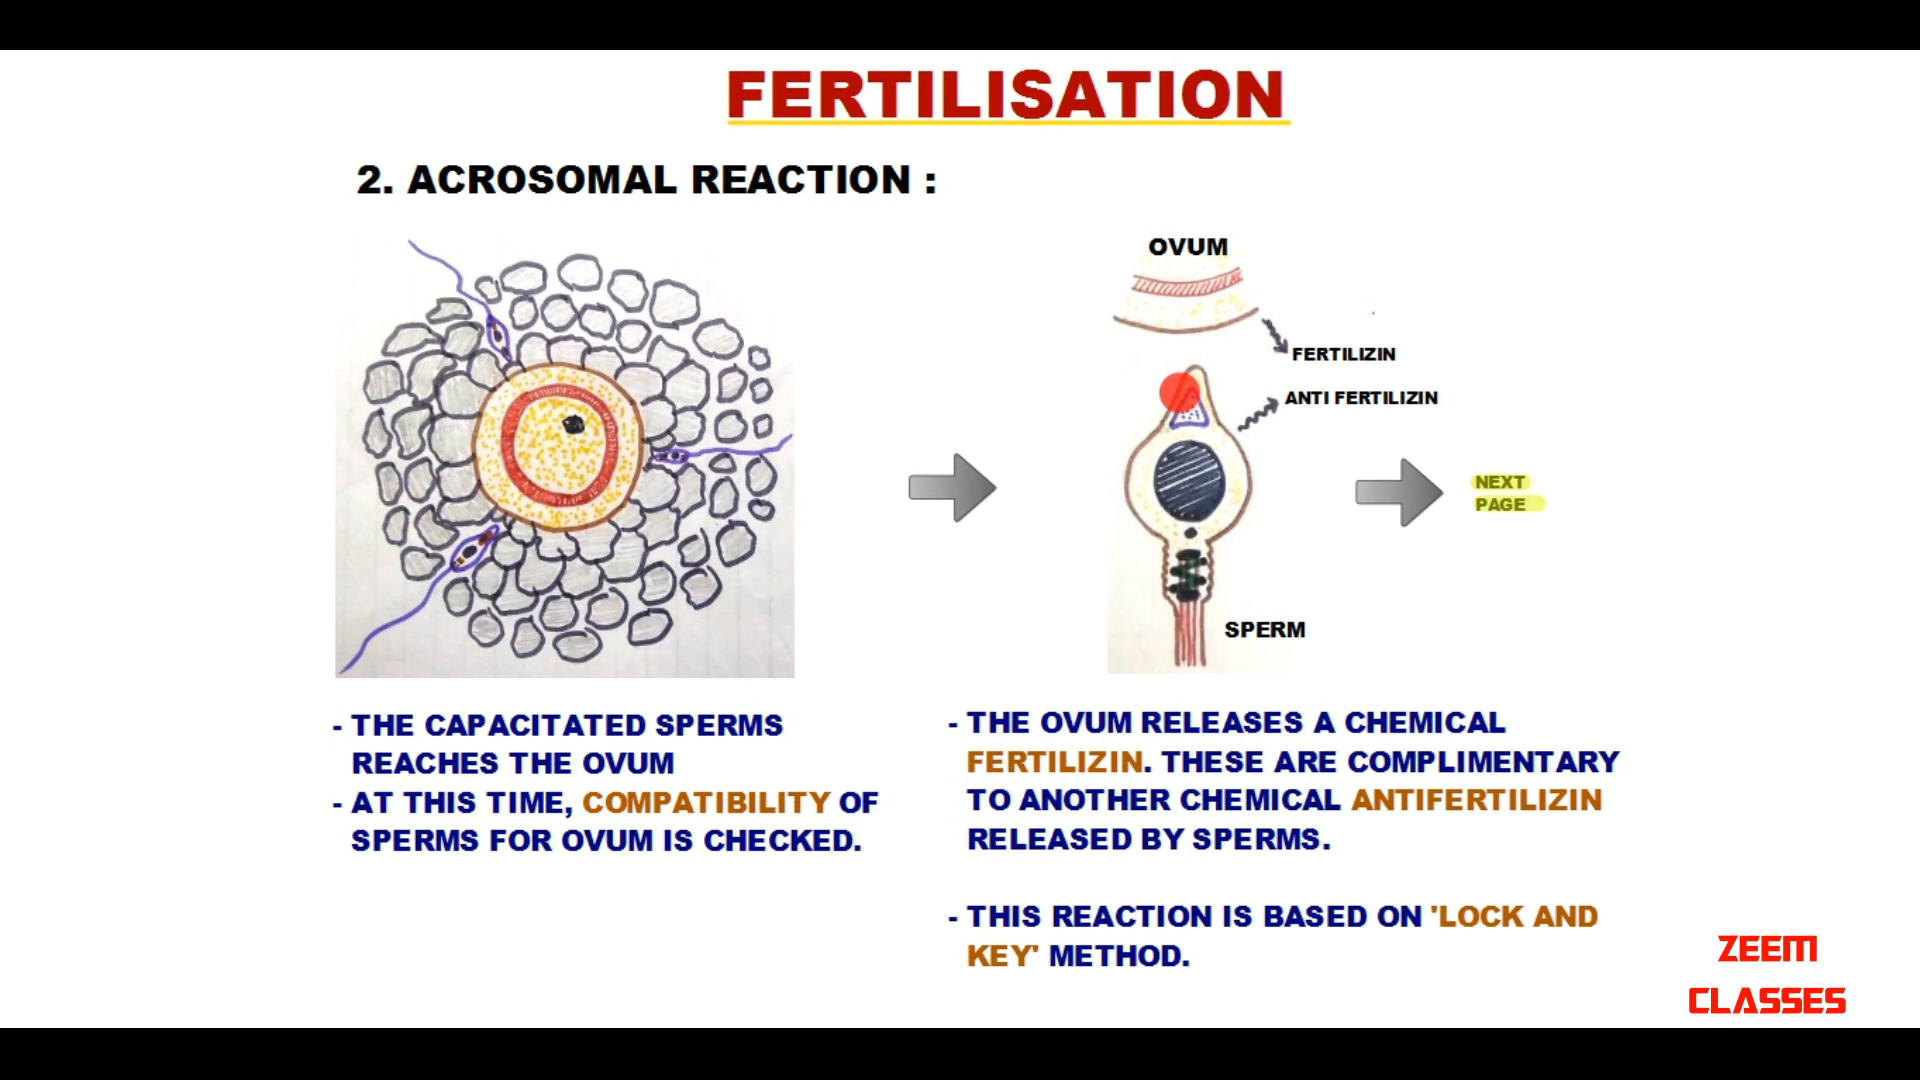 FERTILISATION
2. ACROSOMAL REACTION :
OVUM
FERTILIZIN
ANTI FERTILIZIN
NEXT
PAGE
SPERM
- THE CAPACITATED SPERMS
REACHES THE OVUM
- AT THIS TIME, COMPATIBILITY OF
SPERMS FOR OVUM IS CHECKED.
- THE OVUM RELEASES A CHEMICAL
FERTILIZIN. THESE ARE COMPLIMENTARY
TO ANOTHER CHEMICAL ANTIFERTILIZIN
RELEASED BY SPERMS.
- THIS REACTION IS BASED ON 'LOCK AND
KEY' METHOD.
ZEEM
CLASSES